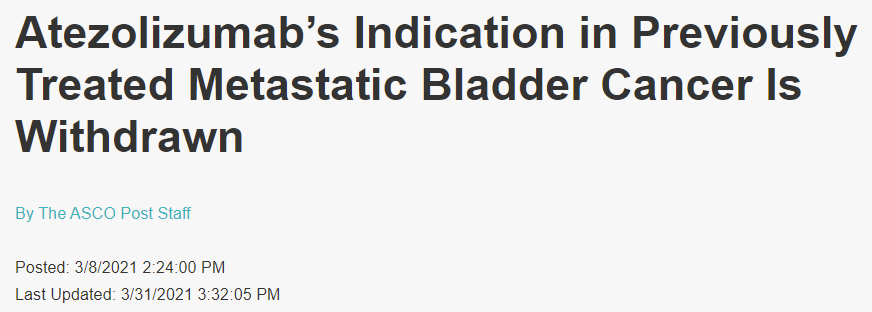 Atezolizumab’s Indication in Previously
Treated Metastatic Bladder Cancer Is
Withdrawn
By The ASCO Post Staff
Posted: 3/8/2021 2:24:00 PM
Last Updated: 3/31/2021 3:32:05 PM